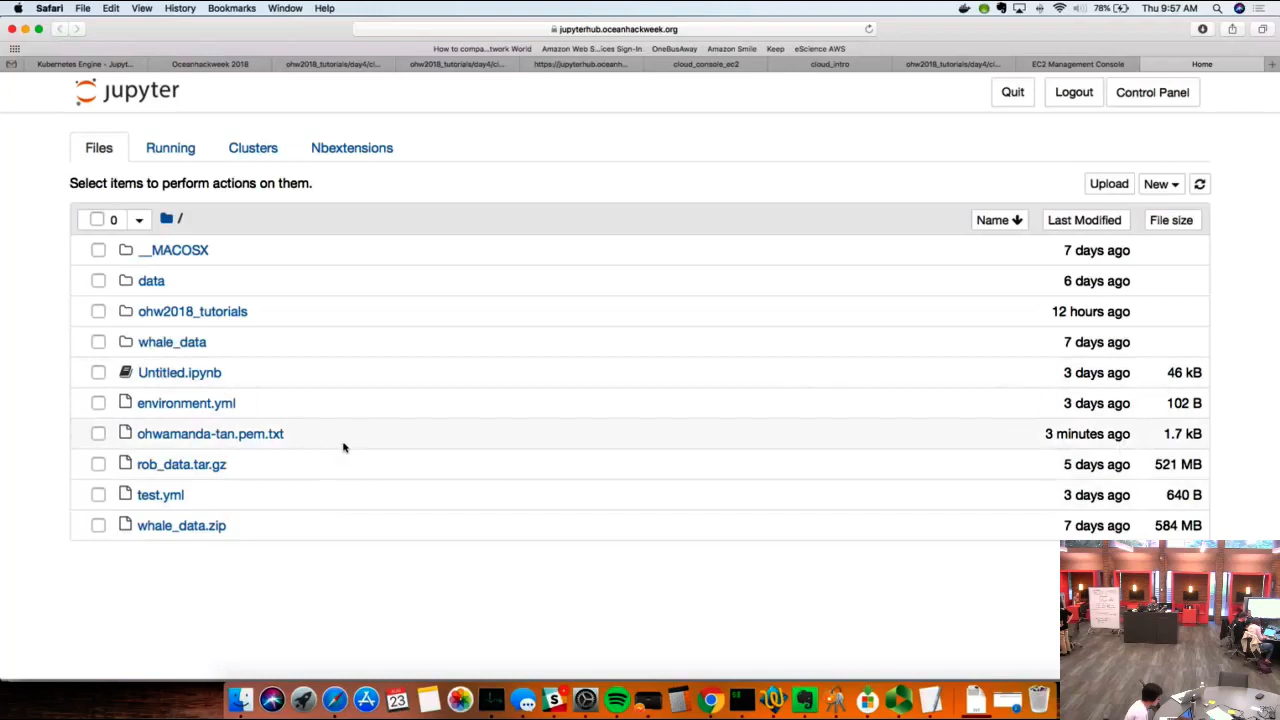 Safari File Edit View History Bookmarks Window Help 78% Thu 9:57 AM
jupyterhub.oceanhackweek.org
How to compa...twork World Amazon Web S...ices Sign-In OneBusAway Amazon Smile Keep eScience AWS
Kubernetes Engine - Jupyt... Oceanhackweek 2018 ohw2018_tutorials/day4/ci... ohw2018_tutorials/day4/ci... https://jupyterhub.oceanh... cloud_console_ec2 cloud_intro ohw2018_tutorials/day4/ci... EC2 Management Console Home
jupyter Quit Logout Control Panel
Files Running Clusters Nbextensions
Select items to perform actions on them. Upload New
0 / Name Last Modified File size
__MACOSX 7 days ago
data 6 days ago
ohw2018_tutorials 12 hours ago
whale_data 7 days ago
Untitled.ipynb 3 days ago 46 kB
environment.yml 3 days ago 102 B
ohwamanda-tan.pem.txt 3 minutes ago 1.7 kB
rob_data.tar.gz 5 days ago 521 MB
test.yml 3 days ago 640 B
whale_data.zip 7 days ago 584 MB
23